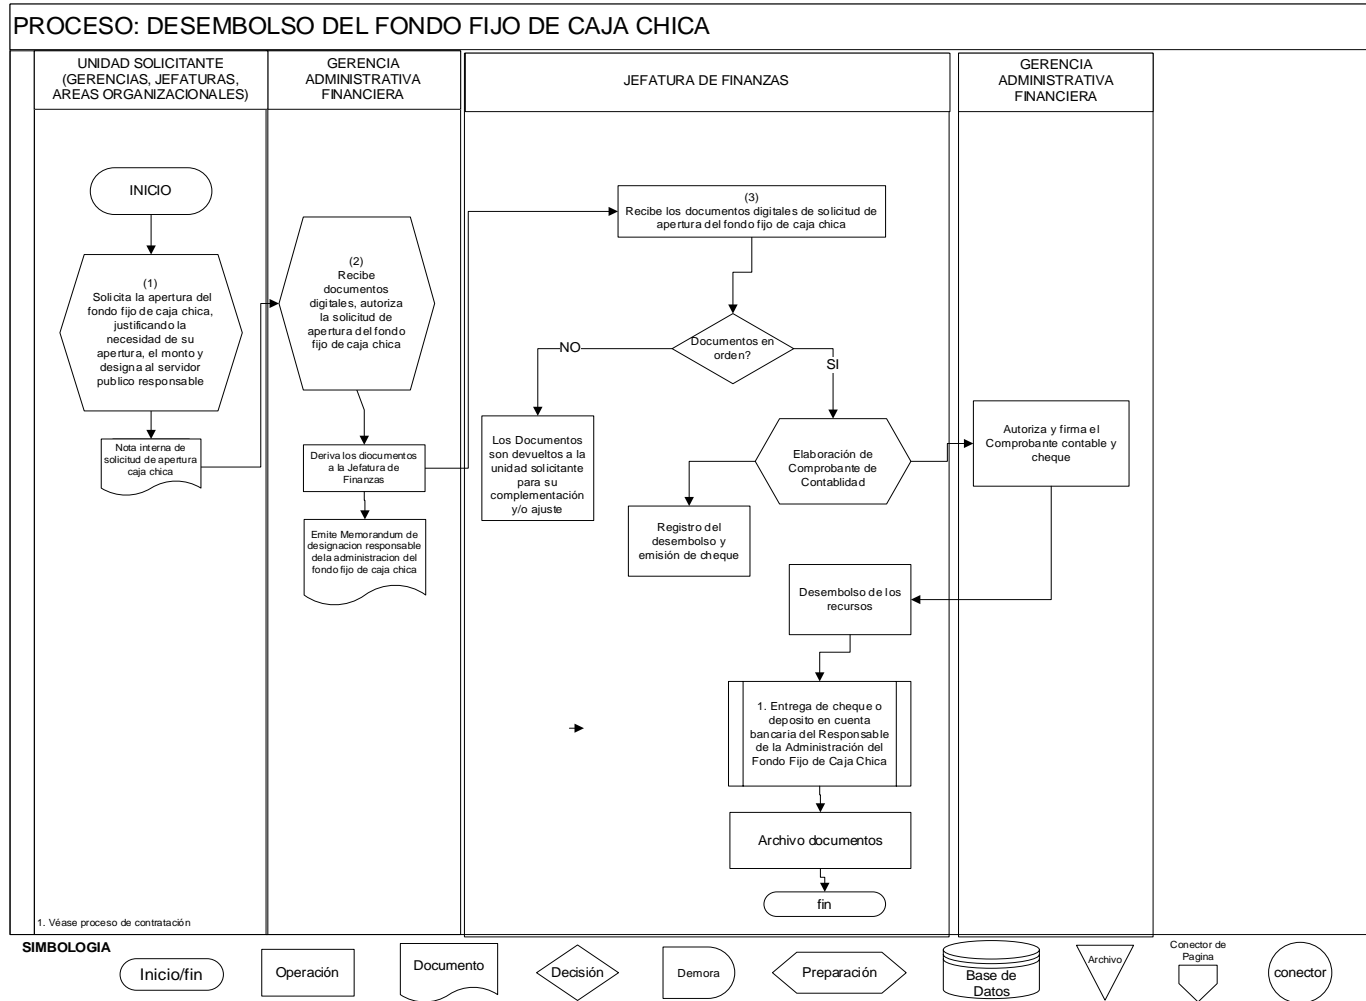 PROCESO: DESEMBOLSO DEL FONDO FIJO DE CAJA CHICA
UNIDAD SOLICITANTE
(GERENCIAS, JEFATURAS,
AREAS ORGANIZACIONALES)
GERENCIA
ADMINISTRATIVA
FINANCIERA
JEFATURA DE FINANZAS
GERENCIA
ADMINISTRATIVA
FINANCIERA
INICIO
(1)
Solicita la apertura del
fondo fijo de caja chica,
justificando la
necesidad de su
apertura, el monto y
designa al servidor
publico responsable
Nota interna de
solicitud de apertura
caja chica
(2)
Recibe
documentos
digitales, autoriza
la solicitud de
apertura del fondo
fijo de caja chica
Deriva los diocumentos
a la Jefatura de
Finanzas
Emite Memorandum de
designacion responsable
dela administracion del
fondo fijo de caja chica
(3)
Recibe los documentos digitales de solicitud de
apertura del fondo fijo de caja chica
Documentos en
orden?
NO
SI
Los Documentos
son devueltos a la
unidad solicitante
para su
complementación
y/o ajuste
Elaboración de
Comprobante de
Contablidad
Registro del
desembolso y
emisión de cheque
Autoriza y firma el
Comprobante contable y
cheque
Desembolso de los
recursos
1. Entrega de cheque o
deposito en cuenta
bancaria del Responsable
de la Administración del
Fondo Fijo de Caja Chica
Archivo documentos
fin
1. Véase proceso de contratación
SIMBOLOGIA
Inicio/fin
Operación
Documento
Decisión
Demora
Preparación
Base de
Datos
Archivo
Conector de
Pagina
conector